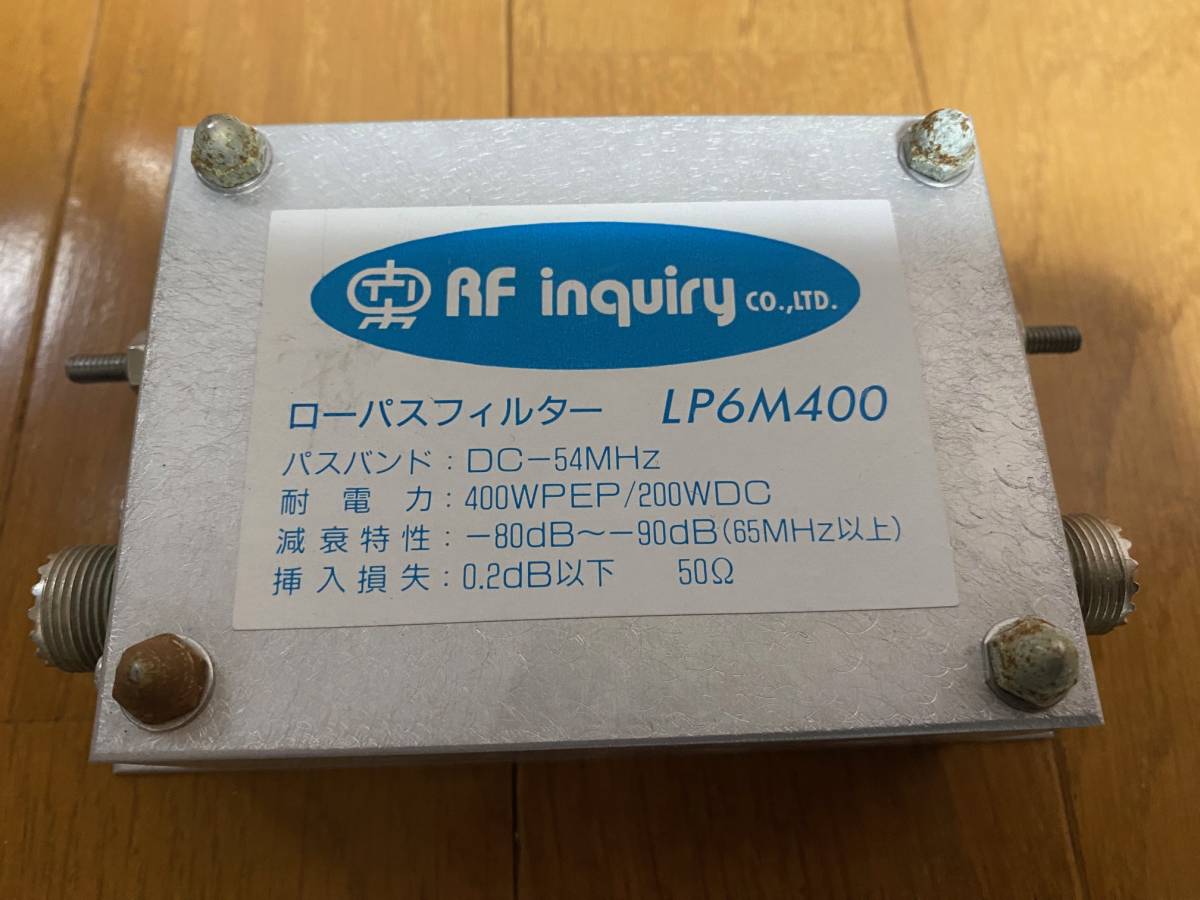 RF inquiry CO.,LTD.
ローパスフィルター LP6M400
パスバンド：DC－54MHz
耐電力：400WPEP/200WDC
減衰特性：－80dB～－90dB(65MHz以上)
挿入損失：0.2dB以下 50Ω